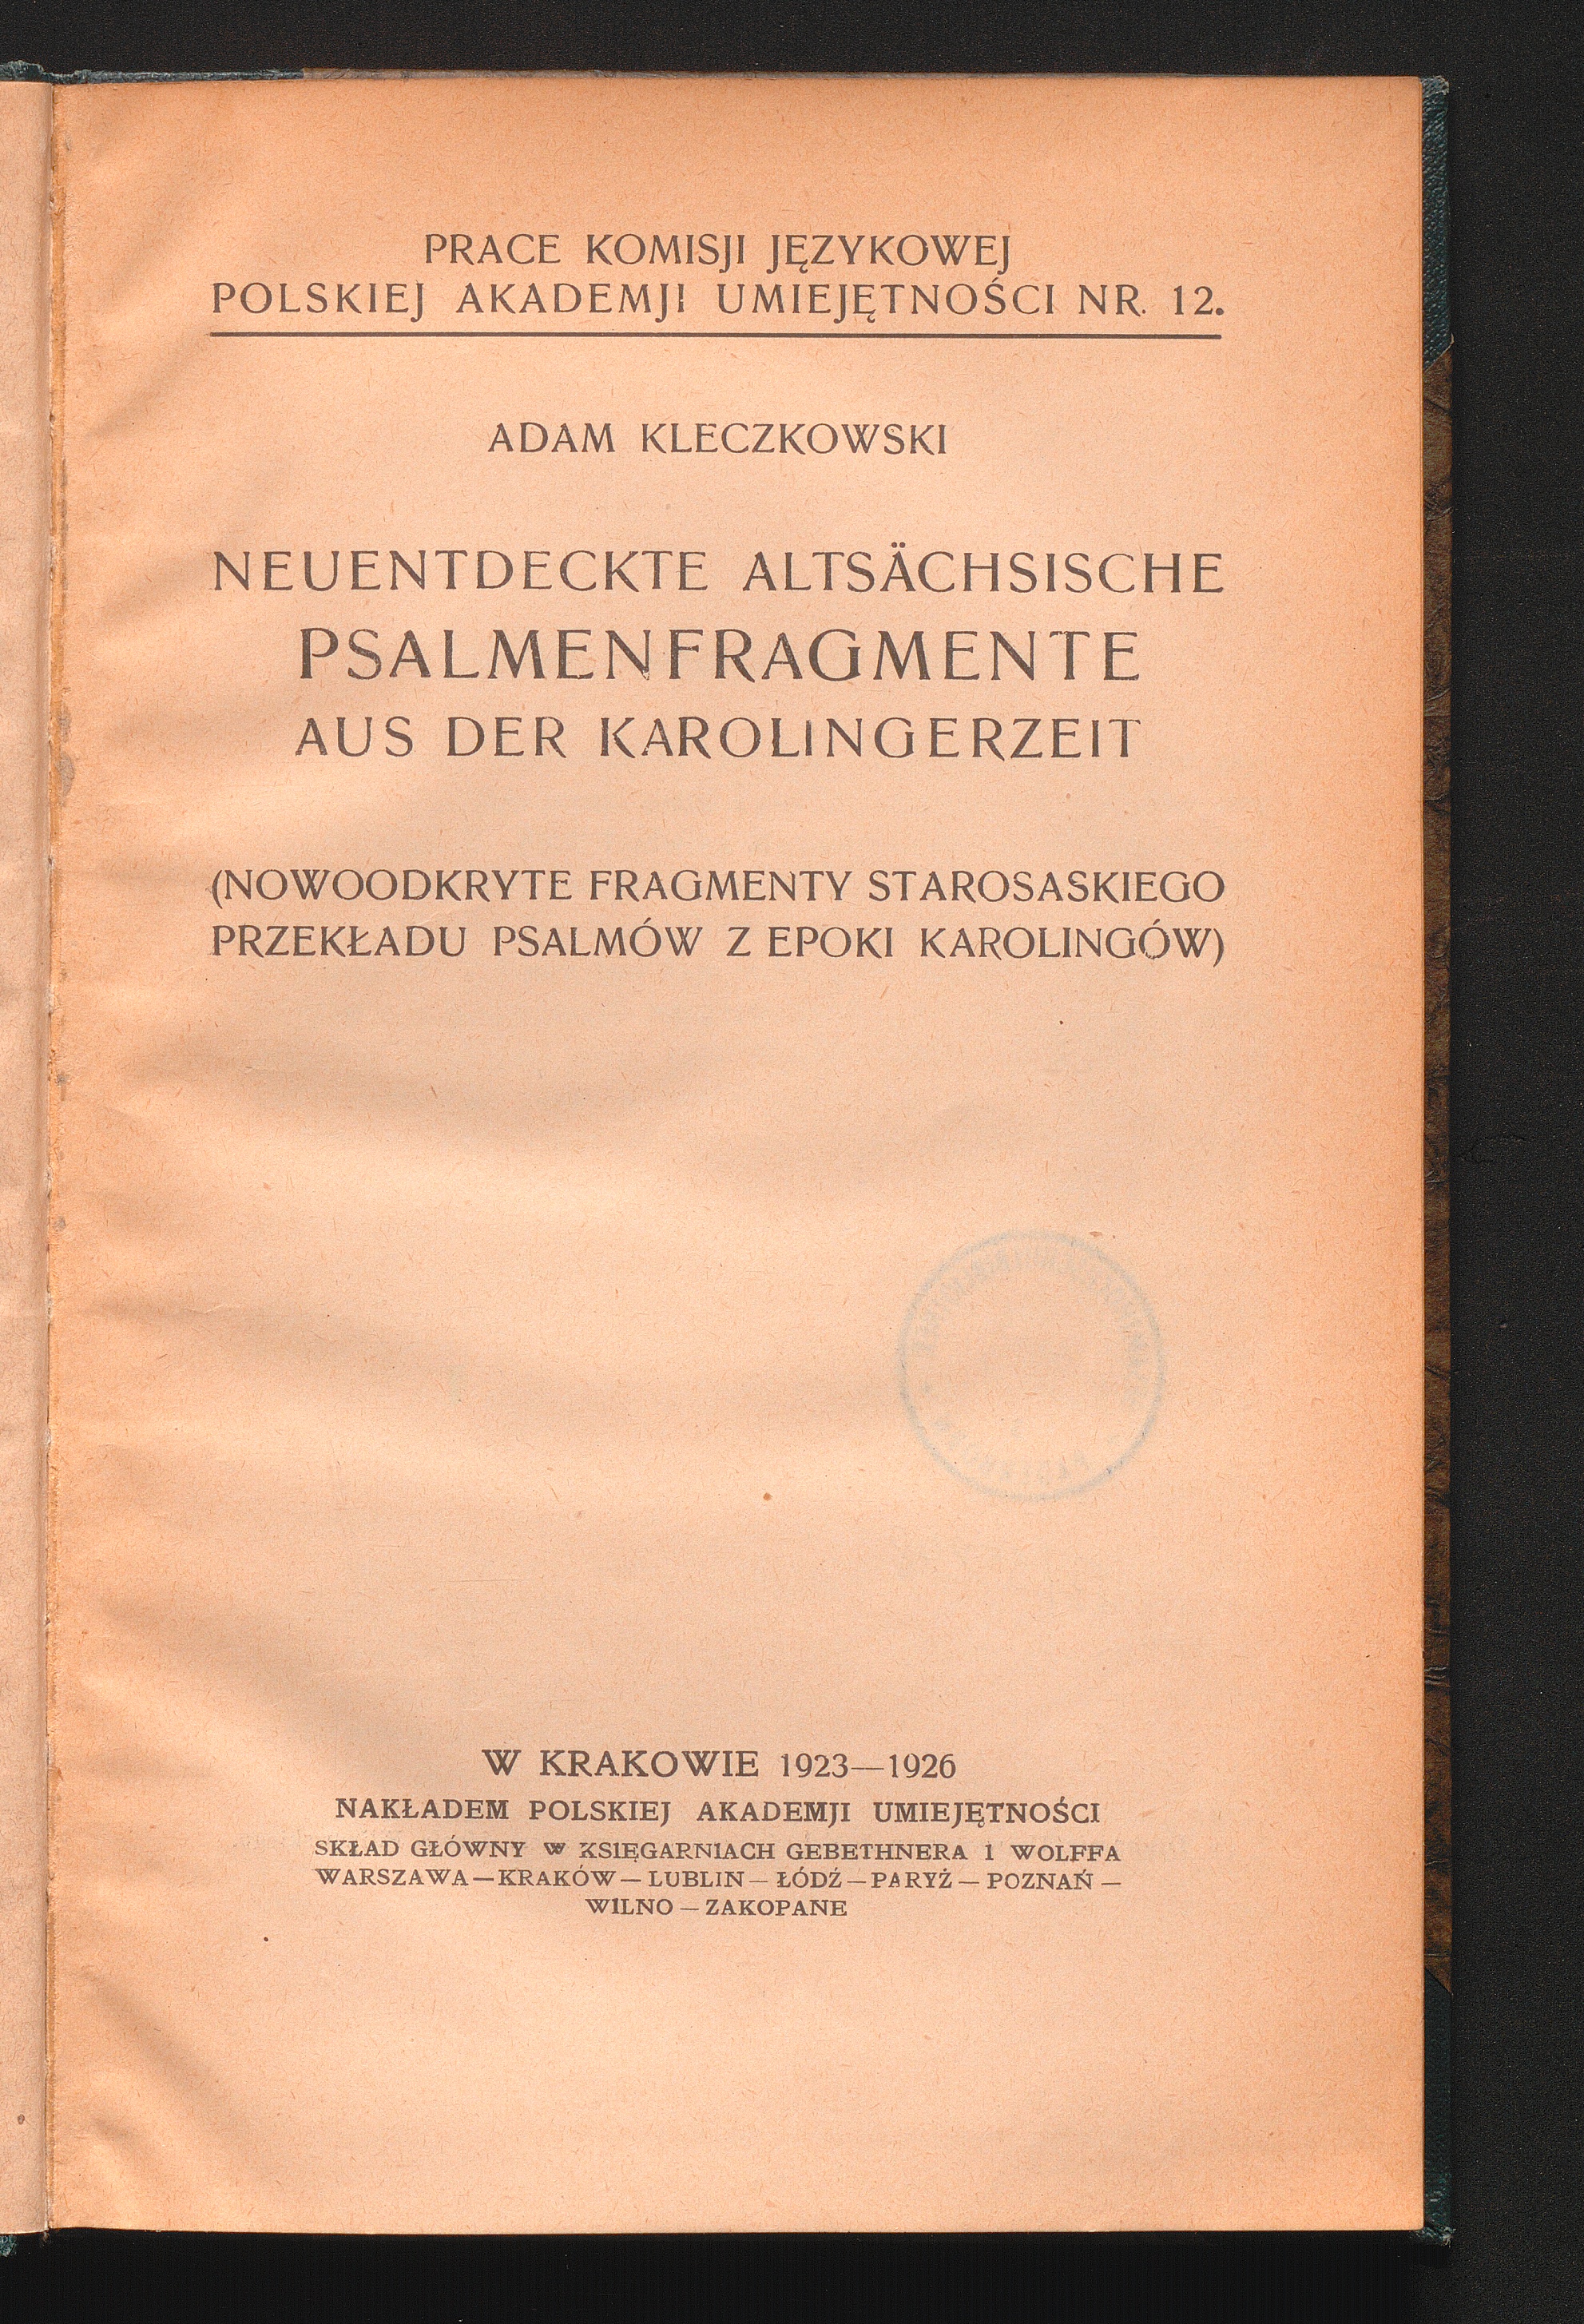 PRACE KOMISJI JĘZYKOWEJ
POLSKIEJ AKADEMJI UMIEJĘTNOŚCI NR. 12.
ADAM KLECZKOWSKI
NEUENTDECKTE ALTSÄCHSISCHE
PSALMENFRAGMENTE
AUS DER KAROLINGERZEIT
(NOWOODKRYTE FRAGMENTY STAROSASKIEGO
PRZEKŁADU PSALMÓW Z EPOKI KAROLINGÓW)
W KRAKOWIE 1923—1926
NAKŁADEM POLSKIEJ AKADEMJI UMIEJĘTNOŚCI
SKŁAD GŁÓWNY W KSIĘGARNIACH GEBETHNERA I WOLFFA
WARSZAWA — KRAKÓW — LUBLIN — ŁÓDŹ — PARYŻ — POZNAŃ —
WILNO — ZAKOPANE